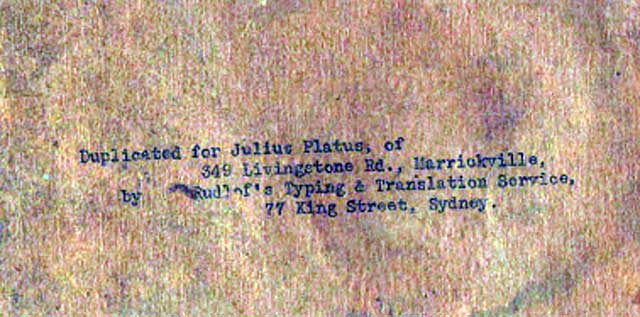 Duplicated for Julius Platus, of
349 Livingstone Rd., Marrickville,
by Rudlof's Typing & Translation Service,
77 King Street, Sydney.